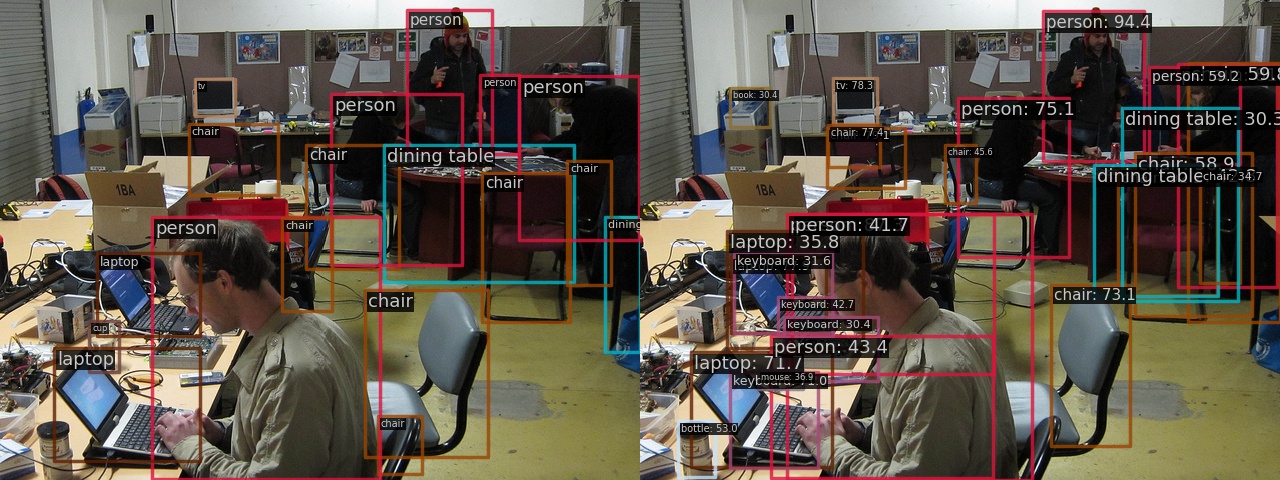 person
person
person
person
tv
chair
chair
dining table
chair
chair
1BA
person
chair
dining
laptop
chair
cup
laptop
chair
person: 94.4
person: 59.2
59.8
tv: 78.3
book: 30.4
person: 75.1
dining table: 30.3
chair: 77.4
chair: 45.6
chair: 58.9
dining table
chair: 34.7
1BA
person: 41.7
laptop: 35.8
keyboard: 31.6
chair: 73.1
keyboard: 42.7
keyboard: 30.4
person: 43.4
laptop: 71.7
mouse: 36.9
keyboard: 71.0
bottle: 53.0